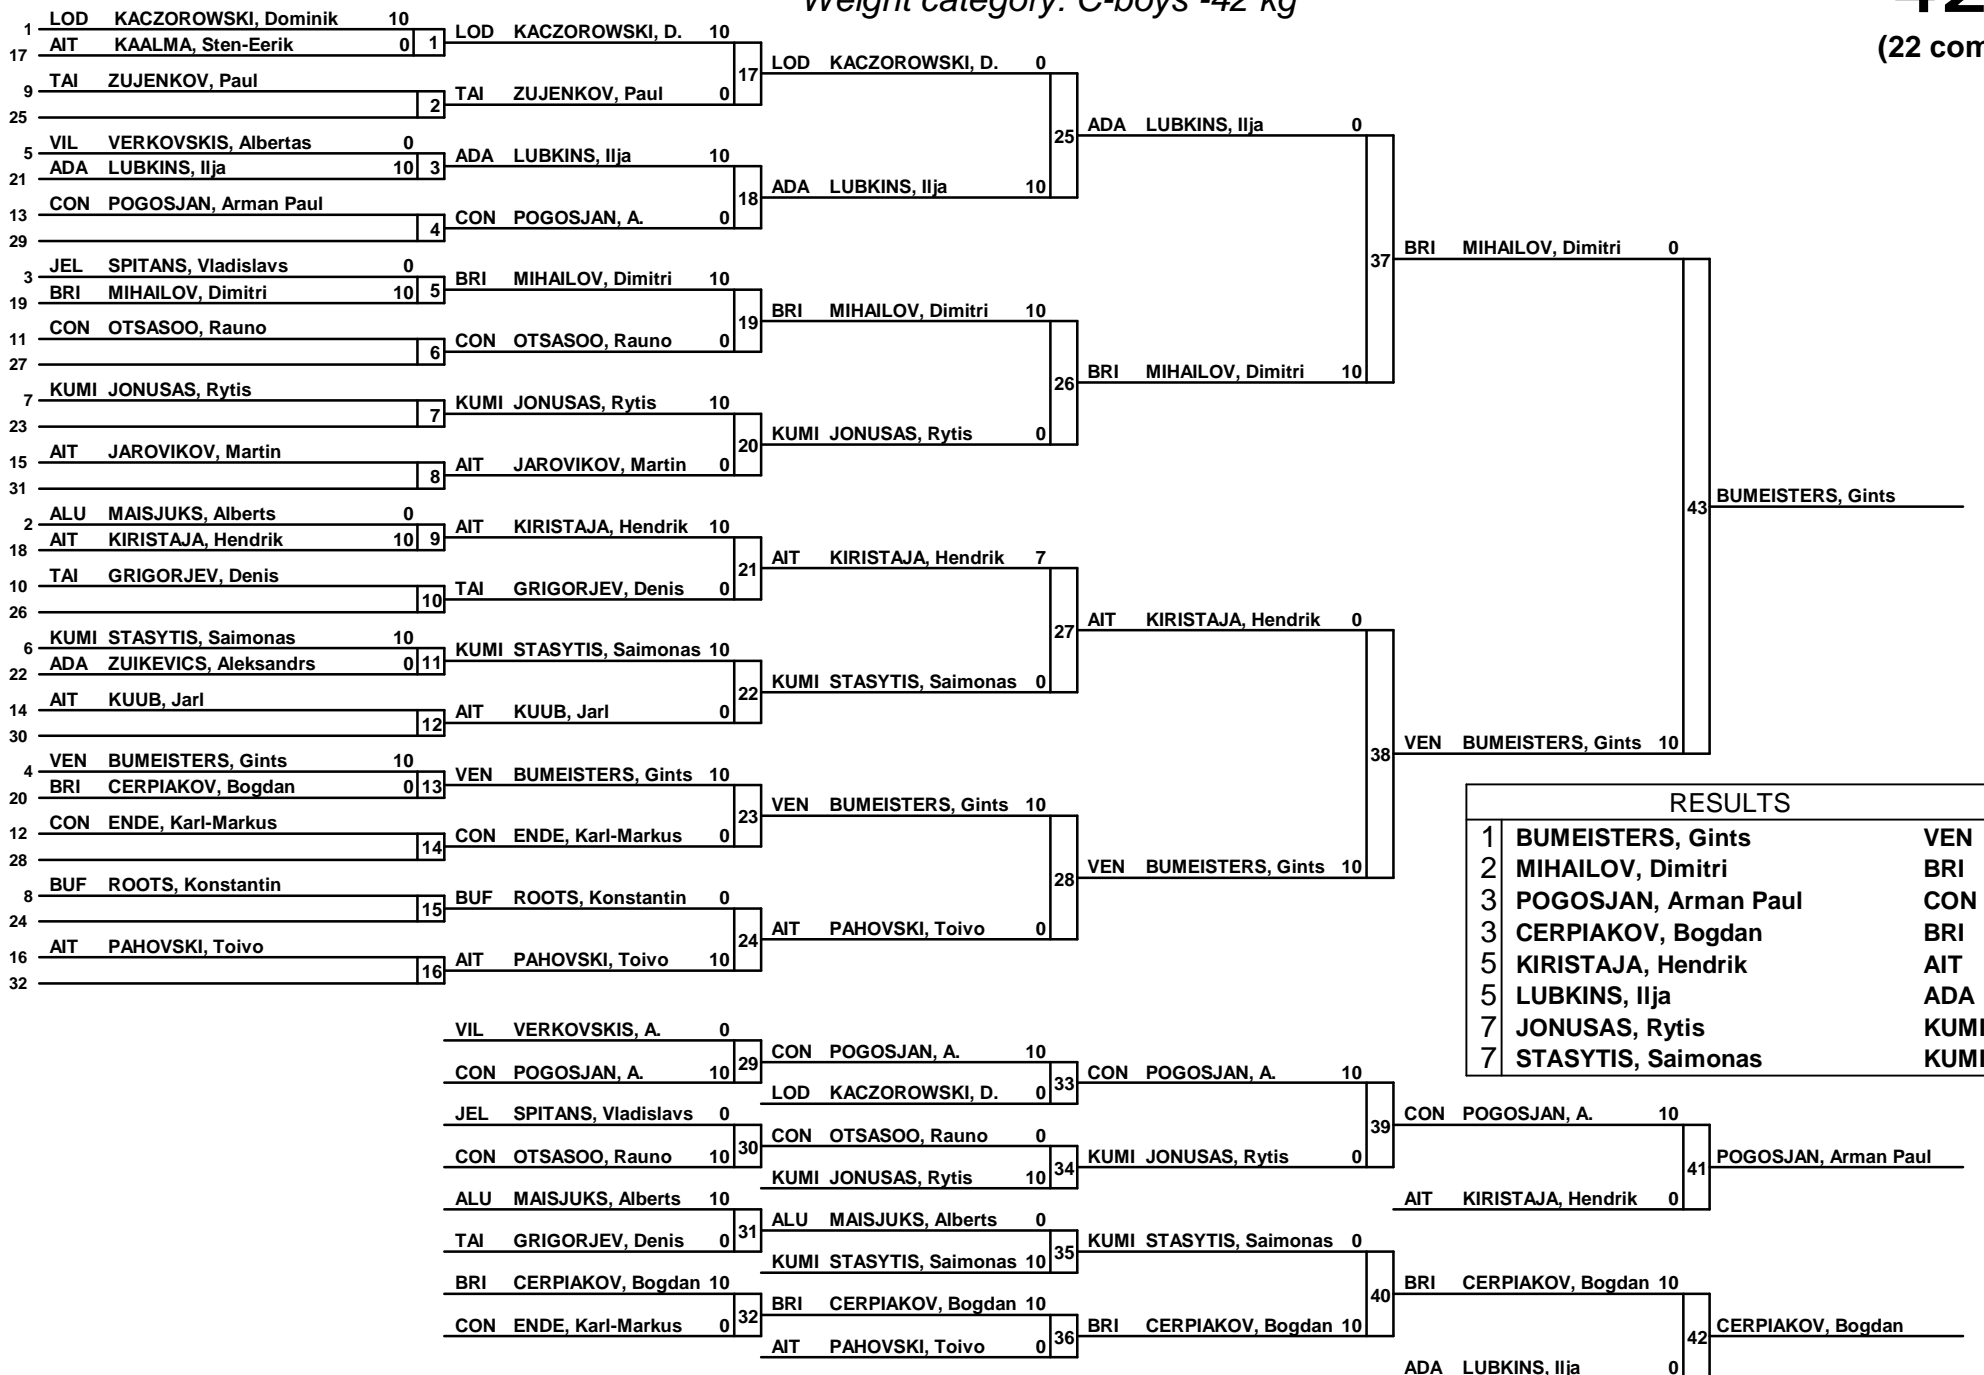 Weight category: C-boys -42 kg
42
(22 com
1 LOD KACZOROWSKI, Dominik 10
17 AIT KAALMA, Sten-Eerik 0 1
9 TAI ZUJENKOV, Paul
25 2
5 VIL VERKOVSKIS, Albertas 0
21 ADA LUBKINS, Ilja 10 3
13 CON POGOSJAN, Arman Paul
29 4
3 JEL SPITANS, Vladislavs 0
19 BRI MIHAILOV, Dimitri 10 5
11 CON OTSASOO, Rauno
27 6
7 KUMI JONUSAS, Rytis
23 7
15 AIT JAROVIKOV, Martin
31 8
2 ALU MAISJUKS, Alberts 0
18 AIT KIRISTAJA, Hendrik 10 9
10 TAI GRIGORJEV, Denis
26 10
6 KUMI STASYTIS, Saimonas 10
22 ADA ZUIKEVICS, Aleksandrs 0 11
14 AIT KUUB, Jarl
30 12
4 VEN BUMEISTERS, Gints 10
20 BRI CERPIAKOV, Bogdan 0 13
12 CON ENDE, Karl-Markus
28 14
8 BUF ROOTS, Konstantin
24 15
16 AIT PAHOVSKI, Toivo
32 16
LOD KACZOROWSKI, D. 10
17
TAI ZUJENKOV, Paul 0
ADA LUBKINS, Ilja 10
18
CON POGOSJAN, A. 0
BRI MIHAILOV, Dimitri 10
19
CON OTSASOO, Rauno 0
KUMI JONUSAS, Rytis 10
20
AIT JAROVIKOV, Martin 0
AIT KIRISTAJA, Hendrik 10
21
TAI GRIGORJEV, Denis 0
KUMI STASYTIS, Saimonas 10
22
AIT KUUB, Jarl 0
VEN BUMEISTERS, Gints 10
23
CON ENDE, Karl-Markus 0
BUF ROOTS, Konstantin 0
24
AIT PAHOVSKI, Toivo 10
LOD KACZOROWSKI, D. 0
25
ADA LUBKINS, Ilja 10
BRI MIHAILOV, Dimitri 10
26
KUMI JONUSAS, Rytis 0
AIT KIRISTAJA, Hendrik 7
27
KUMI STASYTIS, Saimonas 0
VEN BUMEISTERS, Gints 10
28
AIT PAHOVSKI, Toivo 0
ADA LUBKINS, Ilja 0
37
BRI MIHAILOV, Dimitri 10
AIT KIRISTAJA, Hendrik 0
38
VEN BUMEISTERS, Gints 10
BRI MIHAILOV, Dimitri 0
43
VEN BUMEISTERS, Gints 10
BUMEISTERS, Gints
RESULTS
1 BUMEISTERS, Gints VEN
2 MIHAILOV, Dimitri BRI
3 POGOSJAN, Arman Paul CON
3 CERPIAKOV, Bogdan BRI
5 KIRISTAJA, Hendrik AIT
5 LUBKINS, Ilja ADA
7 JONUSAS, Rytis KUMI
7 STASYTIS, Saimonas KUMI
VIL VERKOVSKIS, A. 0
29
CON POGOSJAN, A. 10
JEL SPITANS, Vladislavs 0
30
CON OTSASOO, Rauno 10
ALU MAISJUKS, Alberts 10
31
TAI GRIGORJEV, Denis 0
BRI CERPIAKOV, Bogdan 10
32
CON ENDE, Karl-Markus 0
CON POGOSJAN, A. 10
33
LOD KACZOROWSKI, D. 0
CON OTSASOO, Rauno 0
34
KUMI JONUSAS, Rytis 10
ALU MAISJUKS, Alberts 0
35
KUMI STASYTIS, Saimonas 10
BRI CERPIAKOV, Bogdan 10
36
AIT PAHOVSKI, Toivo 0
CON POGOSJAN, A. 10
39
KUMI JONUSAS, Rytis 0
KUMI STASYTIS, Saimonas 0
40
BRI CERPIAKOV, Bogdan 10
CON POGOSJAN, A. 10
41
AIT KIRISTAJA, Hendrik 0
BRI CERPIAKOV, Bogdan 10
42
ADA LUBKINS, Ilja 0
POGOSJAN, Arman Paul
CERPIAKOV, Bogdan